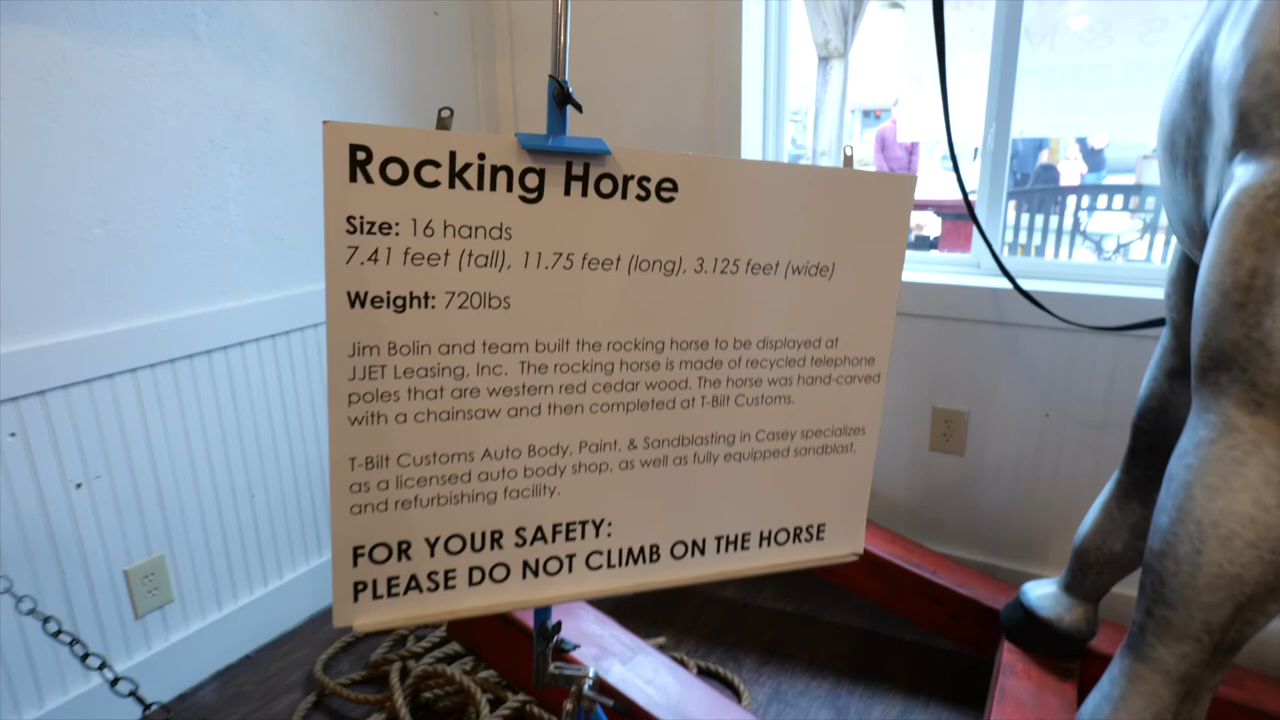 Rocking Horse
Size: 16 hands
7.41 feet (tall), 11.75 feet (long), 3.125 feet (wide)
Weight: 720lbs
Jim Bolin and team built the rocking horse to be displayed at
JJET Leasing, Inc. The rocking horse is made of recycled telephone
poles that are western red cedar wood. The horse was hand-carved
with a chainsaw and then completed at T-Bilt Customs.
T-Bilt Customs Auto Body, Paint, & Sandblasting in Casey specializes
as a licensed auto body shop, as well as fully equipped sandblast,
and refurbishing facility.
FOR YOUR SAFETY:
PLEASE DO NOT CLIMB ON THE HORSE